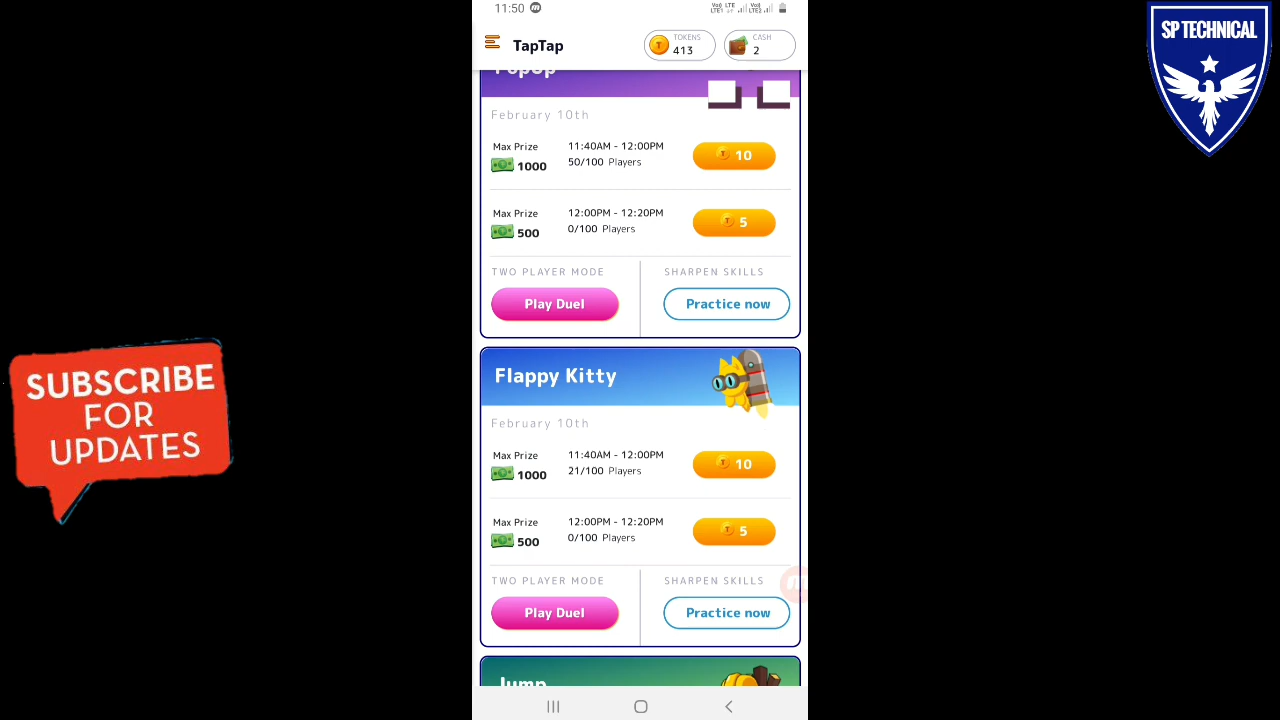 11:50
SP TECHNICAL
TapTap
TOKENS
413
CASH
2
PopUp
February 10th
Max Prize
1000
11:40AM - 12:00PM
50/100 Players
10
Max Prize
500
12:00PM - 12:20PM
0/100 Players
5
TWO PLAYER MODE
SHARPEN SKILLS
Play Duel
Practice now
SUBSCRIBE
FOR
UPDATES
Flappy Kitty
February 10th
Max Prize
1000
11:40AM - 12:00PM
21/100 Players
10
Max Prize
500
12:00PM - 12:20PM
0/100 Players
5
TWO PLAYER MODE
SHARPEN SKILLS
Play Duel
Practice now
Jump